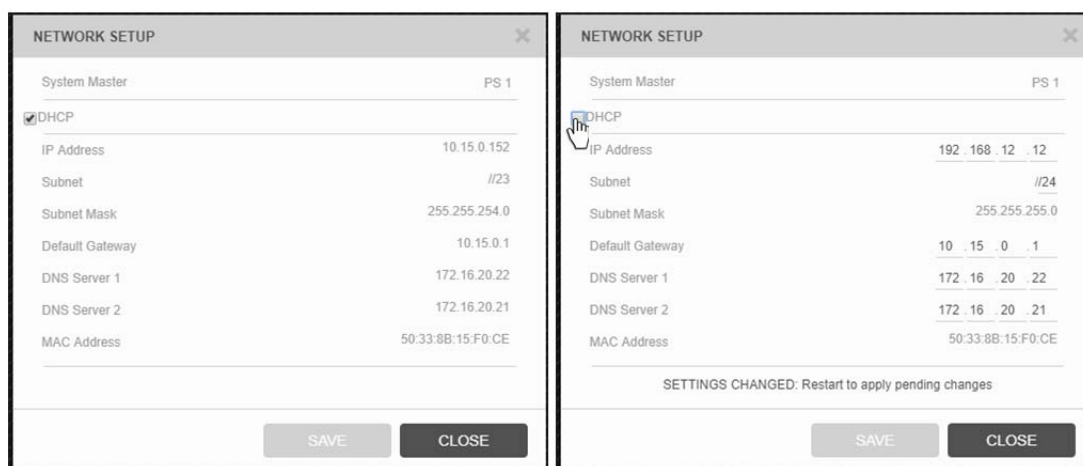 NETWORK SETUP
System Master PS 1
DHCP
IP Address 10.15.0.152
Subnet //23
Subnet Mask 255.255.254.0
Default Gateway 10.15.0.1
DNS Server 1 172.16.20.22
DNS Server 2 172.16.20.21
MAC Address 50:33:8B:15:F0:CE
SAVE CLOSE
NETWORK SETUP
System Master PS 1
DHCP
IP Address 192 . 168 . 12 . 12
Subnet //24
Subnet Mask 255.255.255.0
Default Gateway 10 . 15 . 0 . 1
DNS Server 1 172 . 16 . 20 . 22
DNS Server 2 172 . 16 . 20 . 21
MAC Address 50:33:8B:15:F0:CE
SETTINGS CHANGED: Restart to apply pending changes
SAVE CLOSE